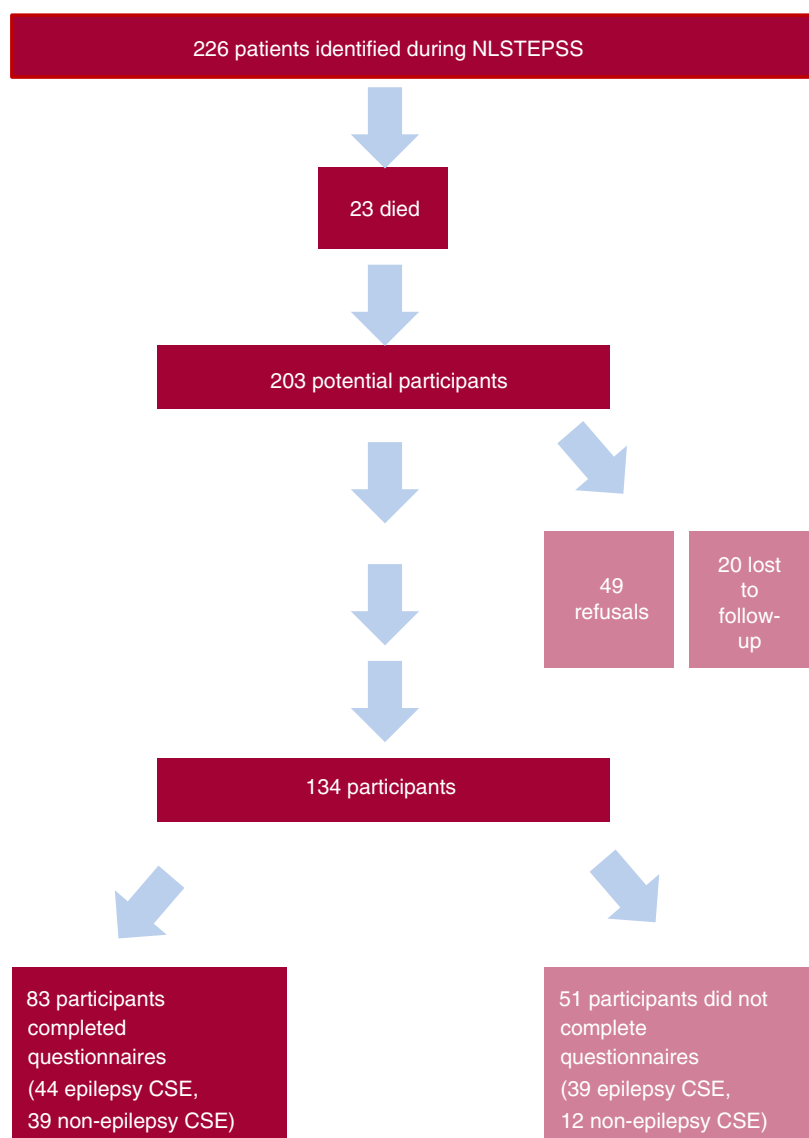 226 patients identified during NLSTEPSS
23 died
203 potential participants
49
refusals
20 lost
to
follow-
up
134 participants
83 participants
completed
questionnaires
(44 epilepsy CSE,
39 non-epilepsy CSE)
51 participants did not
complete
questionnaires
(39 epilepsy CSE,
12 non-epilepsy CSE)